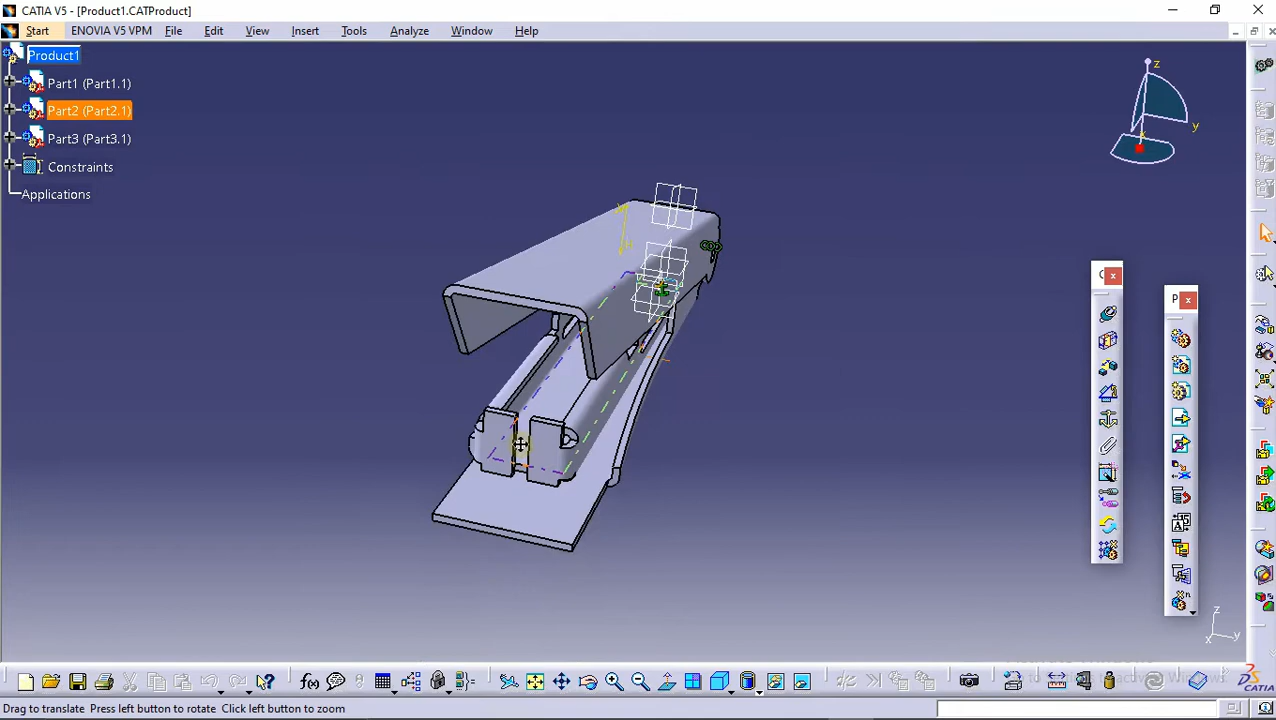 CATIA V5 - [Product1.CATProduct]
Start ENOVIA V5 VPM File Edit View Insert Tools Analyze Window Help
Product1
Part1 (Part1.1)
Part2 (Part2.1)
Part3 (Part3.1)
Constraints
Applications
z
y
x
C
P
z
x y
CATIA
Drag to translate Press left button to rotate Click left button to zoom